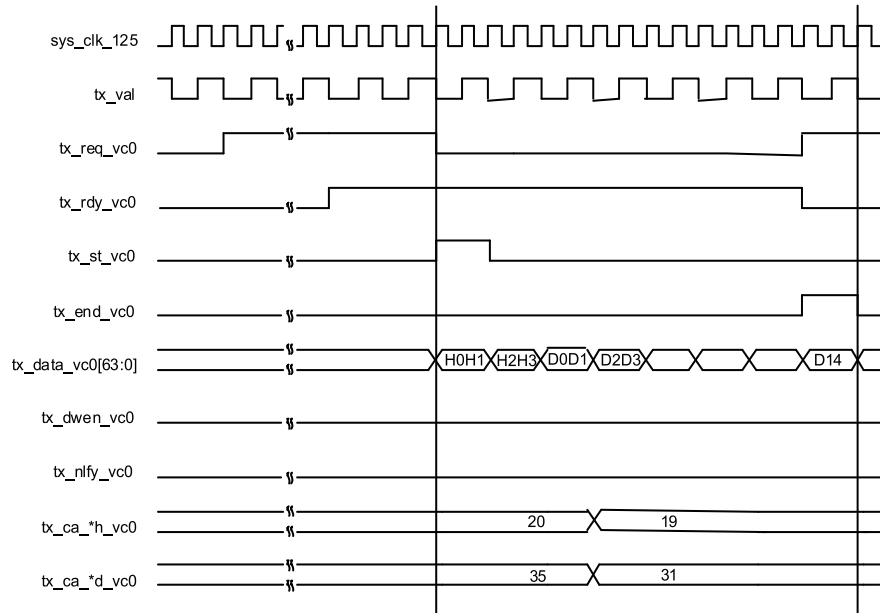 sys_clk_125
tx_val
tx_req_vc0
tx_rdy_vc0
tx_st_vc0
tx_end_vc0
tx_data_vc0[63:0] H0H1 H2H3 D0D1 D2D3 D14
tx_dwen_vc0
tx_nlfy_vc0
tx_ca_*h_vc0 20 19
tx_ca_*d_vc0 35 31